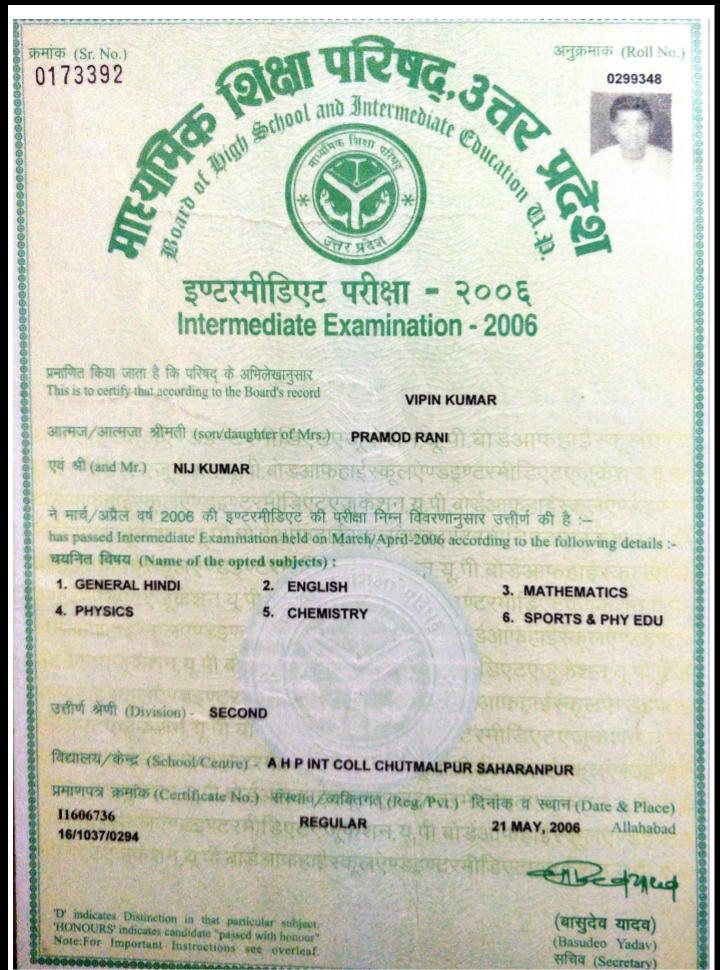 क्रमांक (Sr. No.)
0173392
अनुक्रमांक (Roll No.)
0299348
माध्यमिक शिक्षा परिषद्, उत्तर प्रदेश
Board of High School and Intermediate Education U.P.
माध्यमिक शिक्षा परिषद्
उत्तर प्रदेश
इण्टरमीडिएट परीक्षा - २००६
Intermediate Examination - 2006
प्रमाणित किया जाता है कि परिषद् के अभिलेखानुसार
This is to certify that according to the Board's record
VIPIN KUMAR
आत्मज/आत्मजा श्रीमती (son/daughter of Mrs.) PRAMOD RANI
एवं श्री (and Mr.) NIJ KUMAR
ने मार्च/अप्रैल वर्ष 2006 की इण्टरमीडिएट की परीक्षा निम्न विवरणानुसार उत्तीर्ण की है :–
has passed Intermediate Examination held on March/April-2006 according to the following details :-
चयनित विषय (Name of the opted subjects) :
1. GENERAL HINDI 2. ENGLISH 3. MATHEMATICS
4. PHYSICS 5. CHEMISTRY 6. SPORTS & PHY EDU
उत्तीर्ण श्रेणी (Division) - SECOND
विद्यालय/केन्द्र (School/Centre) - A H P INT COLL CHUTMALPUR SAHARANPUR
प्रमाणपत्र क्रमांक (Certificate No.) संस्थागत/व्यक्तिगत (Reg./Pvt.) दिनांक व स्थान (Date & Place)
I1606736 REGULAR 21 MAY, 2006 Allahabad
16/1037/0294
'D' indicates Distinction in that particular subject.
'HONOURS' indicates candidate "passed with honour"
Note:For Important Instructions see overleaf.
(बासुदेव यादव)
(Basudeo Yadav)
सचिव (Secretary)